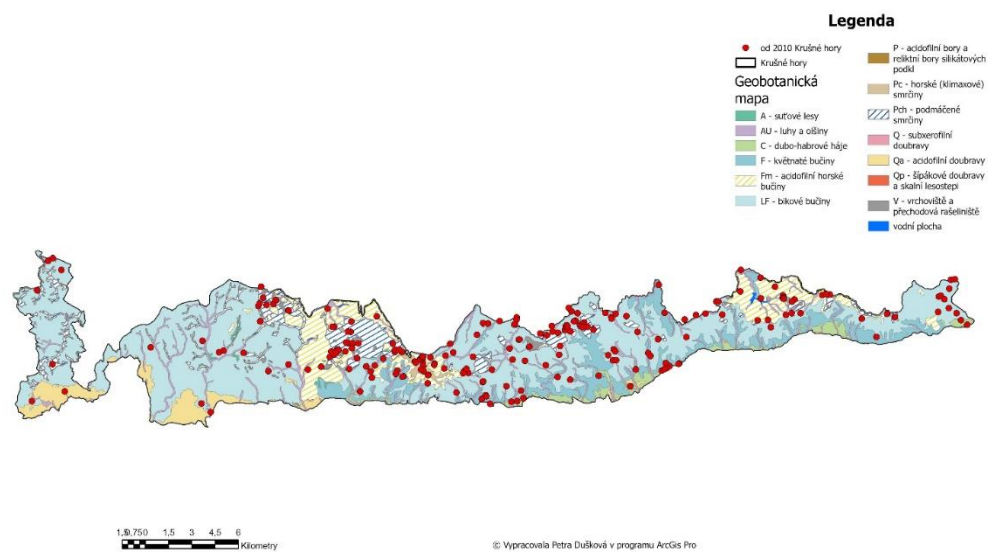 Legenda
od 2010 Krušné hory
Krušné hory
Geobotanická
mapa
A - suťové lesy
AU - luhy a olšiny
C - dubo-habrové háje
F - květnaté bučiny
Fm - acidofilní horské
bučiny
LF - bikové bučiny
P - acidofilní bory a
reliktní bory silikátových
podkl
Pc - horské (klimaxové)
smrčiny
Pch - podmáčené
smrčiny
Q - subxerofilní
doubravy
Qa - acidofilní doubravy
Qp - šípákové doubravy
a skalní lesostepi
V - vrchoviště a
přechodová rašeliniště
vodní plocha
1,50,750 1,5 3 4,5 6
Kilometry
© Vypracovala Petra Dušková v programu ArcGis Pro